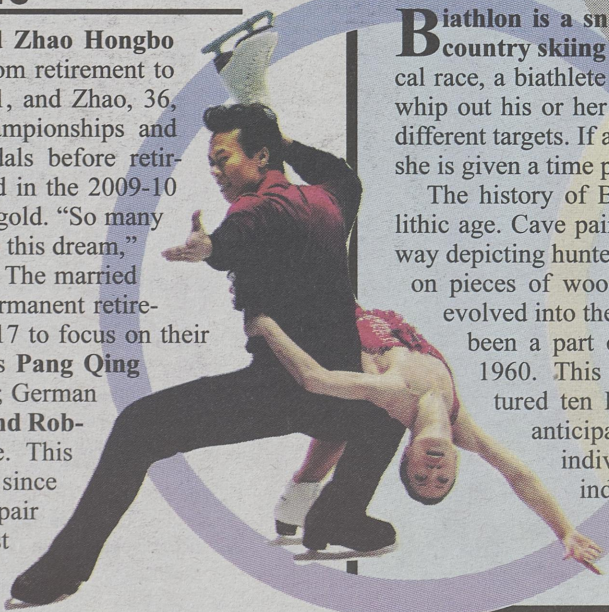 Zhao Hongbo
om retirement to
1, and Zhao, 36,
ampionships and
dals before retir-
d in the 2009-10
gold. “So many
this dream,”
The married
rmanent retire-
17 to focus on their
s Pang Qing
; German
nd Rob-
e. This
since
pair
st
Biathlon is a sn
country skiing
cal race, a biathlete
whip out his or her
different targets. If a
she is given a time p
The history of B
lithic age. Cave pai
way depicting hunte
on pieces of woo
evolved into the
been a part o
1960. This
tured ten
anticipa
indiv
ind